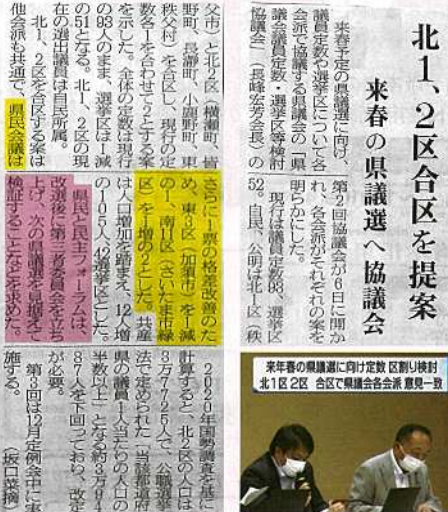 北1、2区合区を提案
来春の県議選へ協議会
来春予定の県議選に向け、
議員定数や選挙区について各
会派で協議する県議会の「県
議会議員定数・選挙区等検討
協議会」（長峰宏芳会長）の
第2回協議会が6日に開か
れ、各会派がそれぞれの案を
明らかにした。
現行は議員定数93、選挙区
52。自民、公明は北1区（秩
父市）と北2区（横瀬町、皆
野町、長瀞町、小鹿野町、東
秩父村）を合区し、現行の定
数各1を合わせて2とする案
を示した。全体の定数は現行
の93人のまま、選挙区は1減
の51となる。北1、2区の現
在の選出議員は自民所属。
北1、2区を合区する案は
他会派も共通で、県民会議は
さらに1票の格差改善のた
め、東8区（加須市）を1減
の1、南11区（さいたま市緑
区）を1増の2とした。共産
は人口増加を踏まえ、12人増
の105人、42選挙区とした。
県民と民主フォーラムは、
改選後に第三者委員会を立ち
上げ、次の県議選を見据えて
検証することなどを求めた。
2020年国勢調査を基に
計算すると、北2区の人口は
3万7725人で、公職選挙
法で定められた「当該都道府
県の議員1人当たりの人口の
半数以上」となる約3万94
87人を下回っており、改定
が必要。
第3回は12月定例会中に実
施する。
（坂口菜摘）
来年春の県議選に向け定数 区割り検討
北1区2区 合区で県議会各会派 意見一致